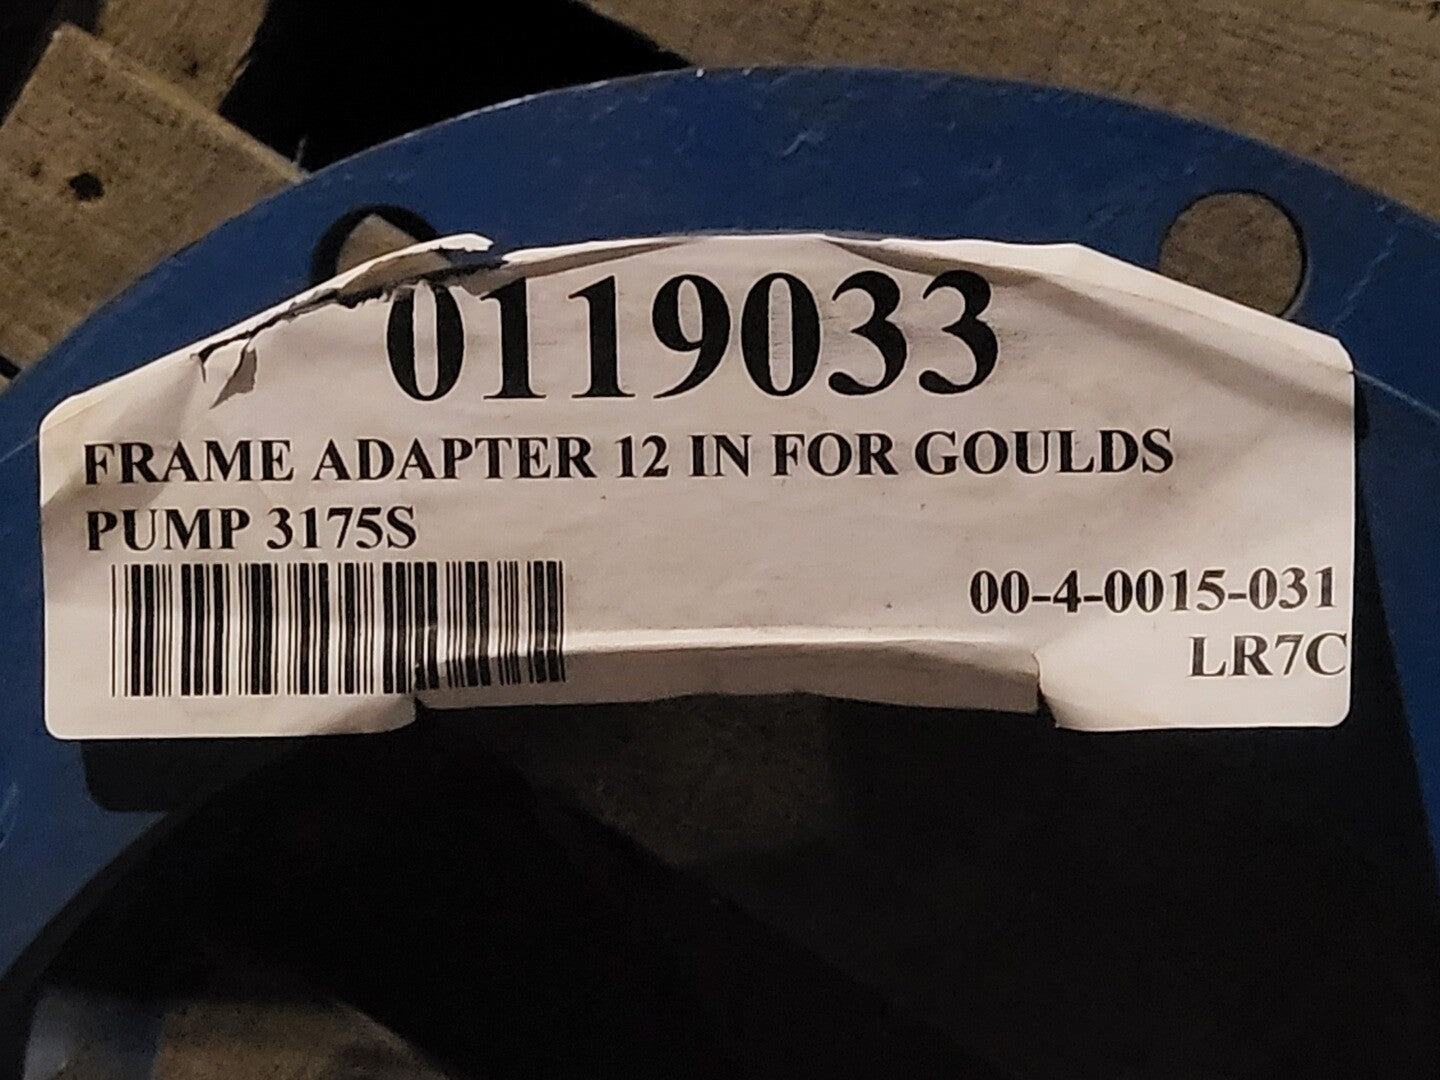 0119033
FRAME ADAPTER 12 IN FOR GOULDS
PUMP 3175S
00-4-0015-031
LR7C